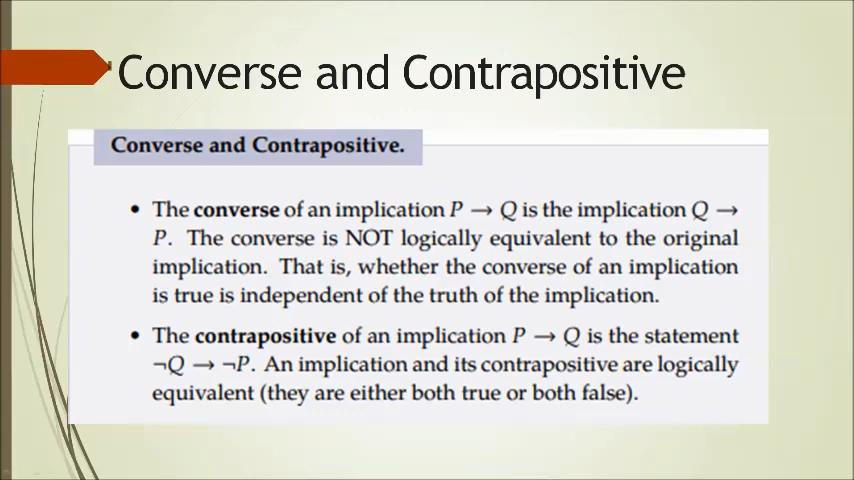 Converse and Contrapositive
Converse and Contrapositive.
• The converse of an implication P → Q is the implication Q →
P. The converse is NOT logically equivalent to the original
implication. That is, whether the converse of an implication
is true is independent of the truth of the implication.
• The contrapositive of an implication P → Q is the statement
¬Q → ¬P. An implication and its contrapositive are logically
equivalent (they are either both true or both false).